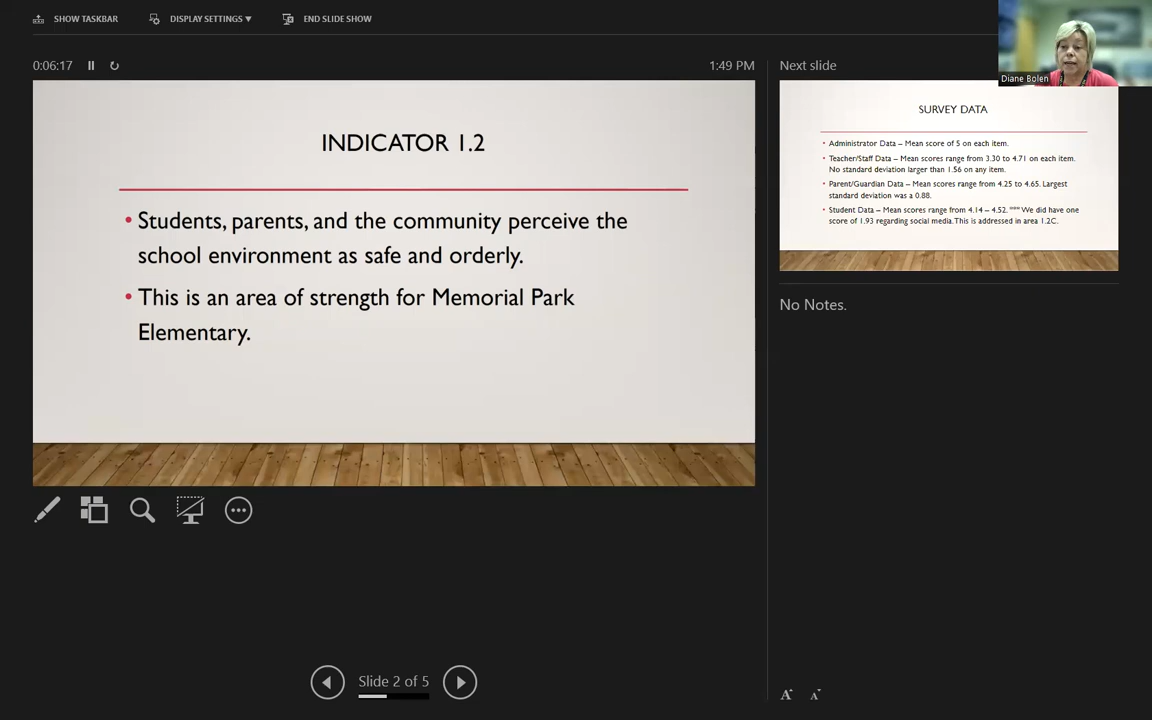 SHOW TASKBAR
DISPLAY SETTINGS ▼
END SLIDE SHOW
0:06:17
1:49 PM
Next slide
Diane Bolen
INDICATOR 1.2
• Students, parents, and the community perceive the
school environment as safe and orderly.
• This is an area of strength for Memorial Park
Elementary.
SURVEY DATA
• Administrator Data – Mean score of 5 on each item.
• Teacher/Staff Data – Mean scores range from 3.30 to 4.71 on each item.
No standard deviation larger than 1.56 on any item.
• Parent/Guardian Data – Mean scores range from 4.25 to 4.65. Largest
standard deviation was a 0.88.
• Student Data – Mean scores range from 4.14 – 4.52. *** We did have one
score of 1.93 regarding social media. This is addressed in area 1.2C.
No Notes.
Slide 2 of 5
A A